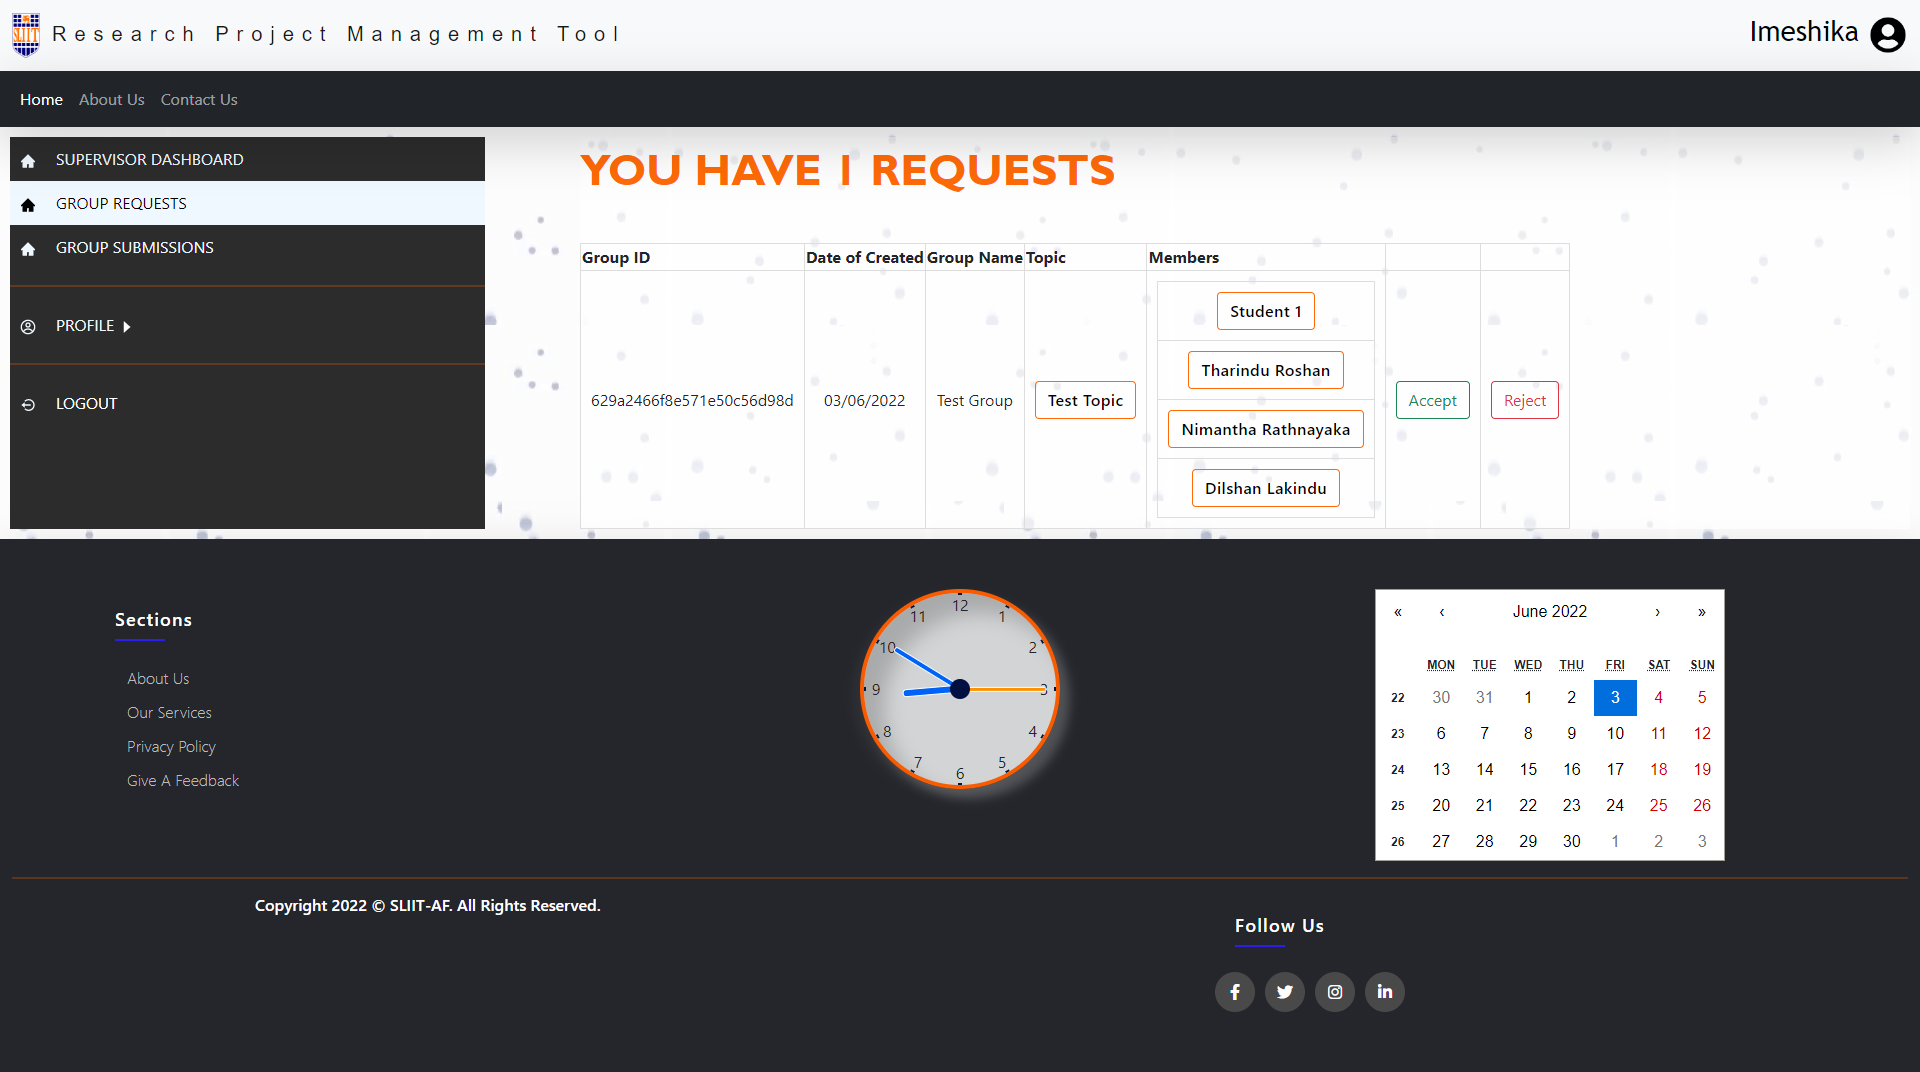 SLIIT
Research Project Management Tool
Imeshika
Home About Us Contact Us
SUPERVISOR DASHBOARD
GROUP REQUESTS
GROUP SUBMISSIONS
PROFILE
LOGOUT
YOU HAVE 1 REQUESTS
Group ID Date of Created Group Name Topic Members
629a2466f8e571e50c56d98d 03/06/2022 Test Group Test Topic
Student 1
Tharindu Roshan
Nimantha Rathnayaka
Dilshan Lakindu
Accept Reject
Sections
About Us
Our Services
Privacy Policy
Give A Feedback
12
1
2
3
4
5
6
7
8
9
10
11
« ‹ June 2022 › »
MON TUE WED THU FRI SAT SUN
22 30 31 1 2 3 4 5
23 6 7 8 9 10 11 12
24 13 14 15 16 17 18 19
25 20 21 22 23 24 25 26
26 27 28 29 30 1 2 3
Copyright 2022 © SLIIT-AF. All Rights Reserved.
Follow Us